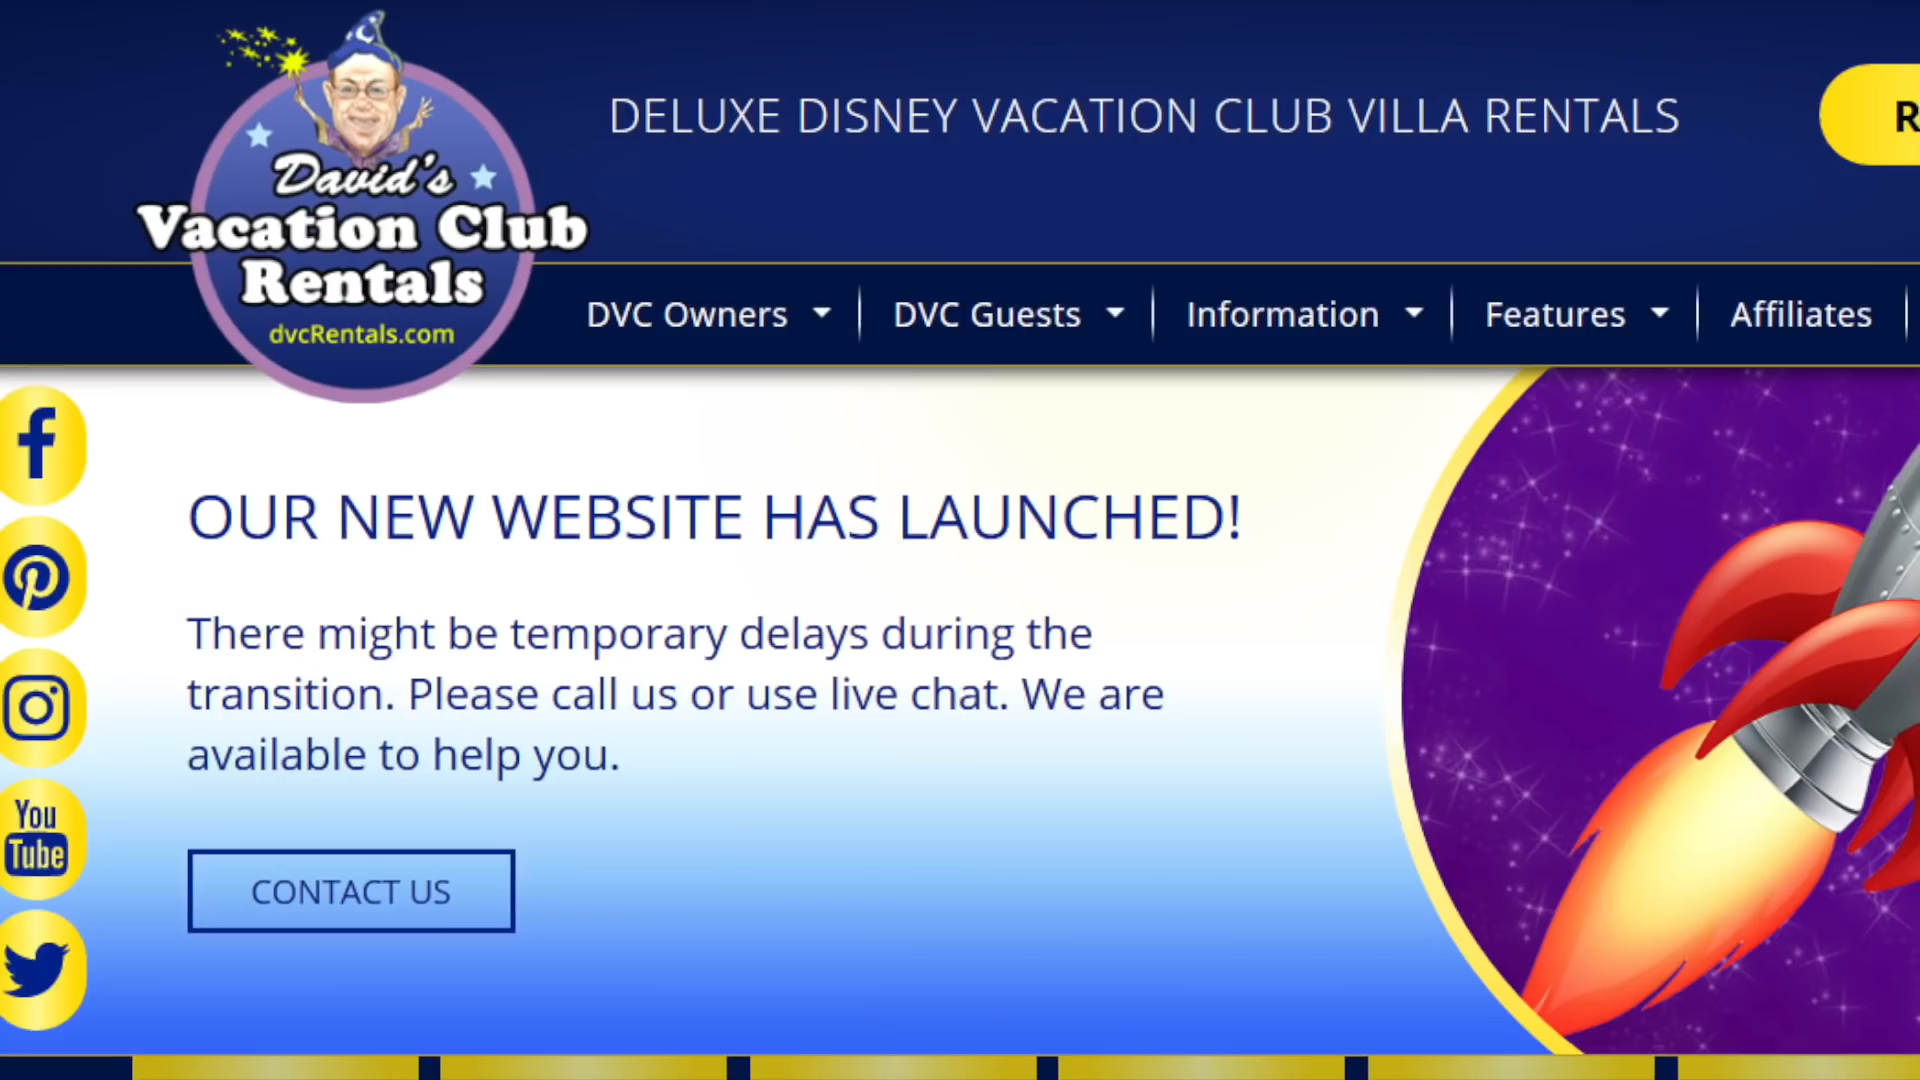 David's
Vacation Club
Rentals
dvcRentals.com
DELUXE DISNEY VACATION CLUB VILLA RENTALS
DVC Owners
DVC Guests
Information
Features
Affiliates
OUR NEW WEBSITE HAS LAUNCHED!
There might be temporary delays during the
transition. Please call us or use live chat. We are
available to help you.
CONTACT US
You
Tube